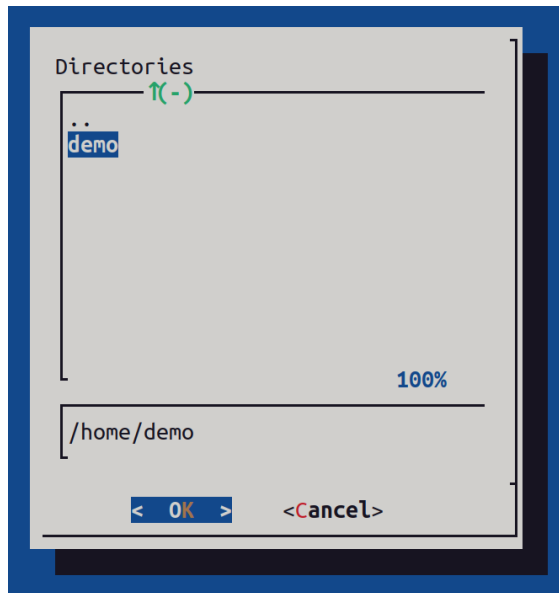 Directories
↑(-)
..
demo
100%
/home/demo
< OK > <Cancel>